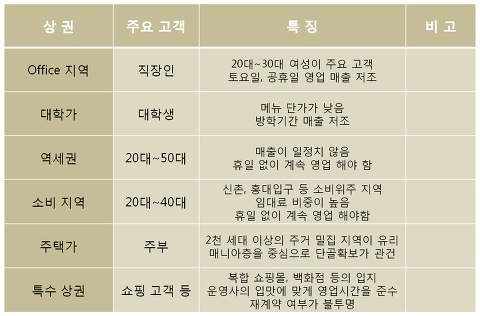 상 권 주요 고객 특 징 비 고
Office 지역 직장인 20대~30대 여성이 주요 고객
토요일, 공휴일 영업 매출 저조
대학가 대학생 메뉴 단가가 낮음
방학기간 매출 저조
역세권 20대~50대 매출이 일정치 않음
휴일 없이 계속 영업 해야 함
소비 지역 20대~40대 신촌, 홍대입구 등 소비위주 지역
임대료 비중이 높음
휴일 없이 계속 영업 해야함
주택가 주부 2천 세대 이상의 주거 밀집 지역이 유리
매니아층을 중심으로 단골확보가 관건
특수 상권 쇼핑 고객 등 복합 쇼핑몰, 백화점 등의 입지
운영사의 입맛에 맞게 영업시간을 준수
재계약 여부가 불투명